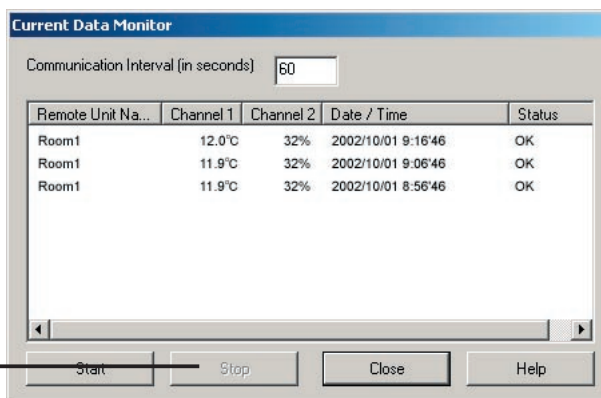 Current Data Monitor
Communication Interval (in seconds) 60
Remote Unit Na... Channel 1 Channel 2 Date / Time Status
Room1 12.0°C 32% 2002/10/01 9:16'46 OK
Room1 11.9°C 32% 2002/10/01 9:06'46 OK
Room1 11.9°C 32% 2002/10/01 8:56'46 OK
Start Stop Close Help